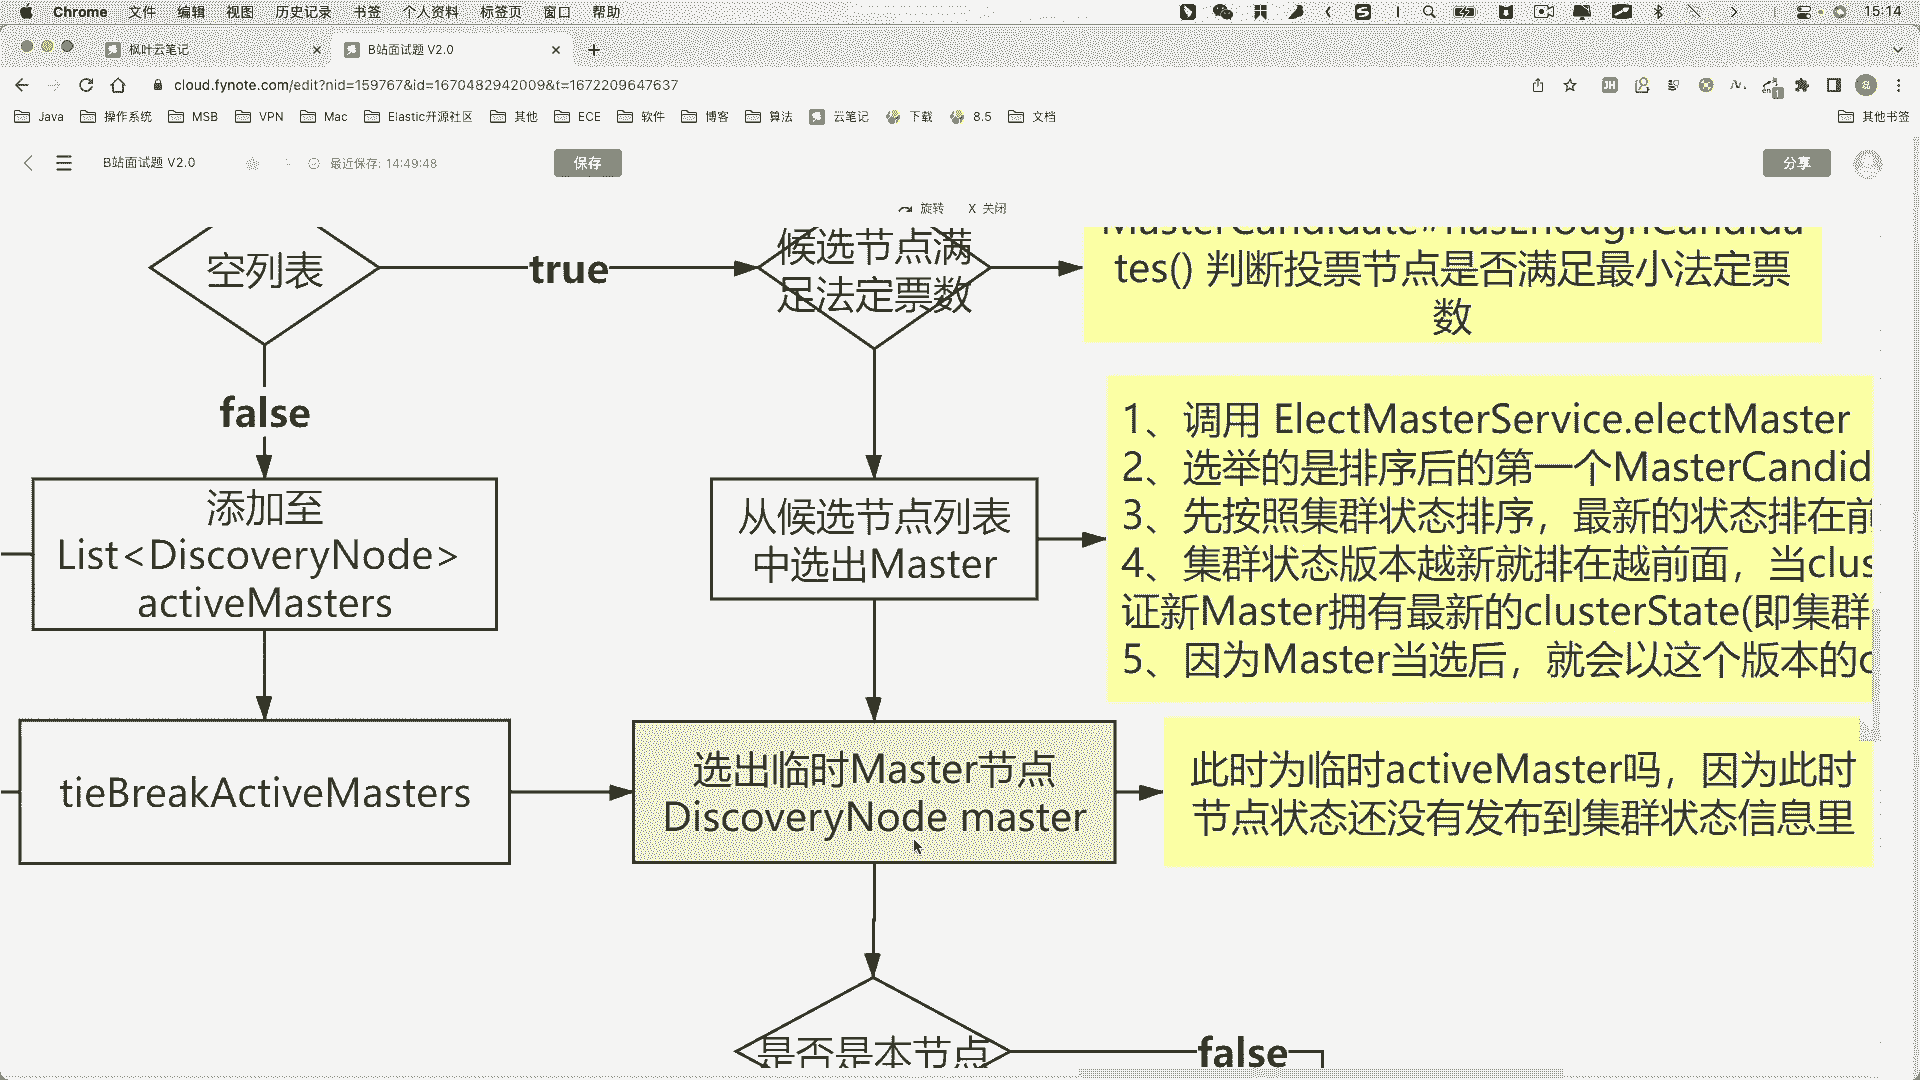 Chrome 文件 编辑 视图 历史记录 书签 个人资料 标签页 窗口 帮助 15:14
枫叶云笔记
B站面试题 V2.0
cloud.fynote.com/edit?nid=159767&id=1670482942009&t=1672209647637
Java 操作系统 MSB VPN Mac Elastic开源社区 其他 ECE 软件 博客 算法 云笔记 下载 8.5 文档 其他书签
B站面试题 V2.0 最近保存: 14:49:48 保存 分享
旋转 X 关闭
空列表
true
候选节点满
足法定票数
MasterCandidate#hasEnoughCandida
tes() 判断投票节点是否满足最小法定票
数
false
添加至
List<DiscoveryNode>
activeMasters
从候选节点列表
中选出Master
1、调用 ElectMasterService.electMaster
2、选举的是排序后的第一个MasterCandid
3、先按照集群状态排序，最新的状态排在前
4、集群状态版本越新就排在越前面，当clus
证新Master拥有最新的clusterState(即集群
5、因为Master当选后，就会以这个版本的c
tieBreakActiveMasters
选出临时Master节点
DiscoveryNode master
此时为临时activeMaster吗，因为此时
节点状态还没有发布到集群状态信息里
是否是本节点
false